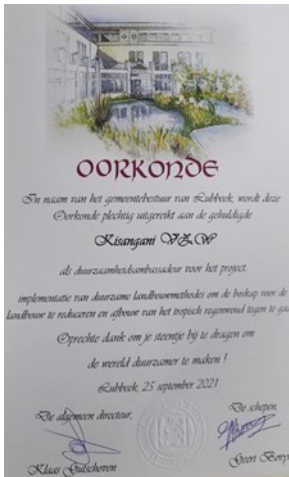 OORKONDE
In naam van het gemeentebestuur van Lubbeek, wordt deze
Oorkonde plechtig uitgereikt aan de gehuldigde
Kisangani VZW
als duurzaamheidsambassadeur voor het project
implementatie van duurzame landbouwmethodes om de boskap voor de
landbouw te reduceren en afbouw van het tropisch regenwoud tegen te
Oprechte dank om je steentje bij te dragen om
de wereld duurzamer te maken !
Lubbeek, 25 september 2021
De algemeen directeur,
De schepen,
Klaas Gutschoven
Geert Bovy